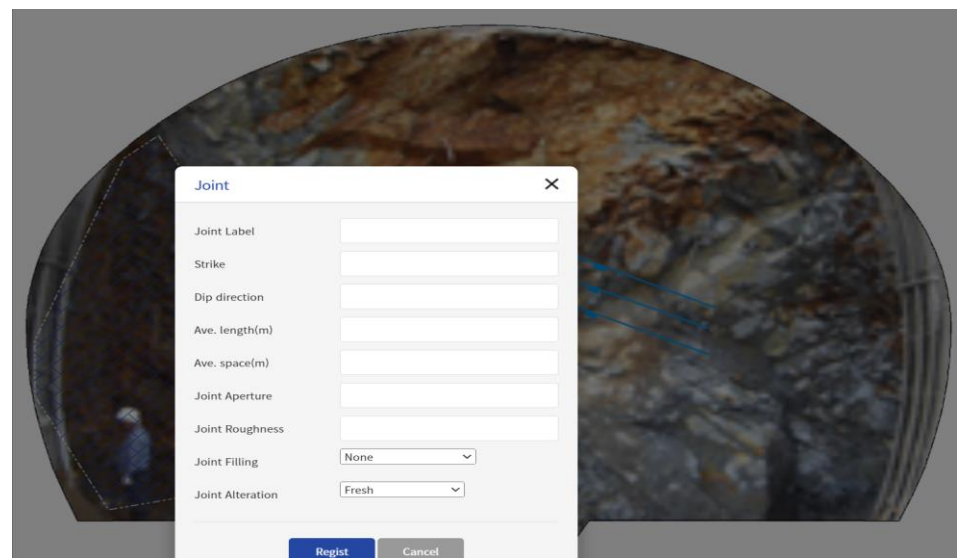 Joint ×
Joint Label
Strike
Dip direction
Ave. length(m)
Ave. space(m)
Joint Aperture
Joint Roughness
Joint Filling None
Joint Alteration Fresh
Regist Cancel